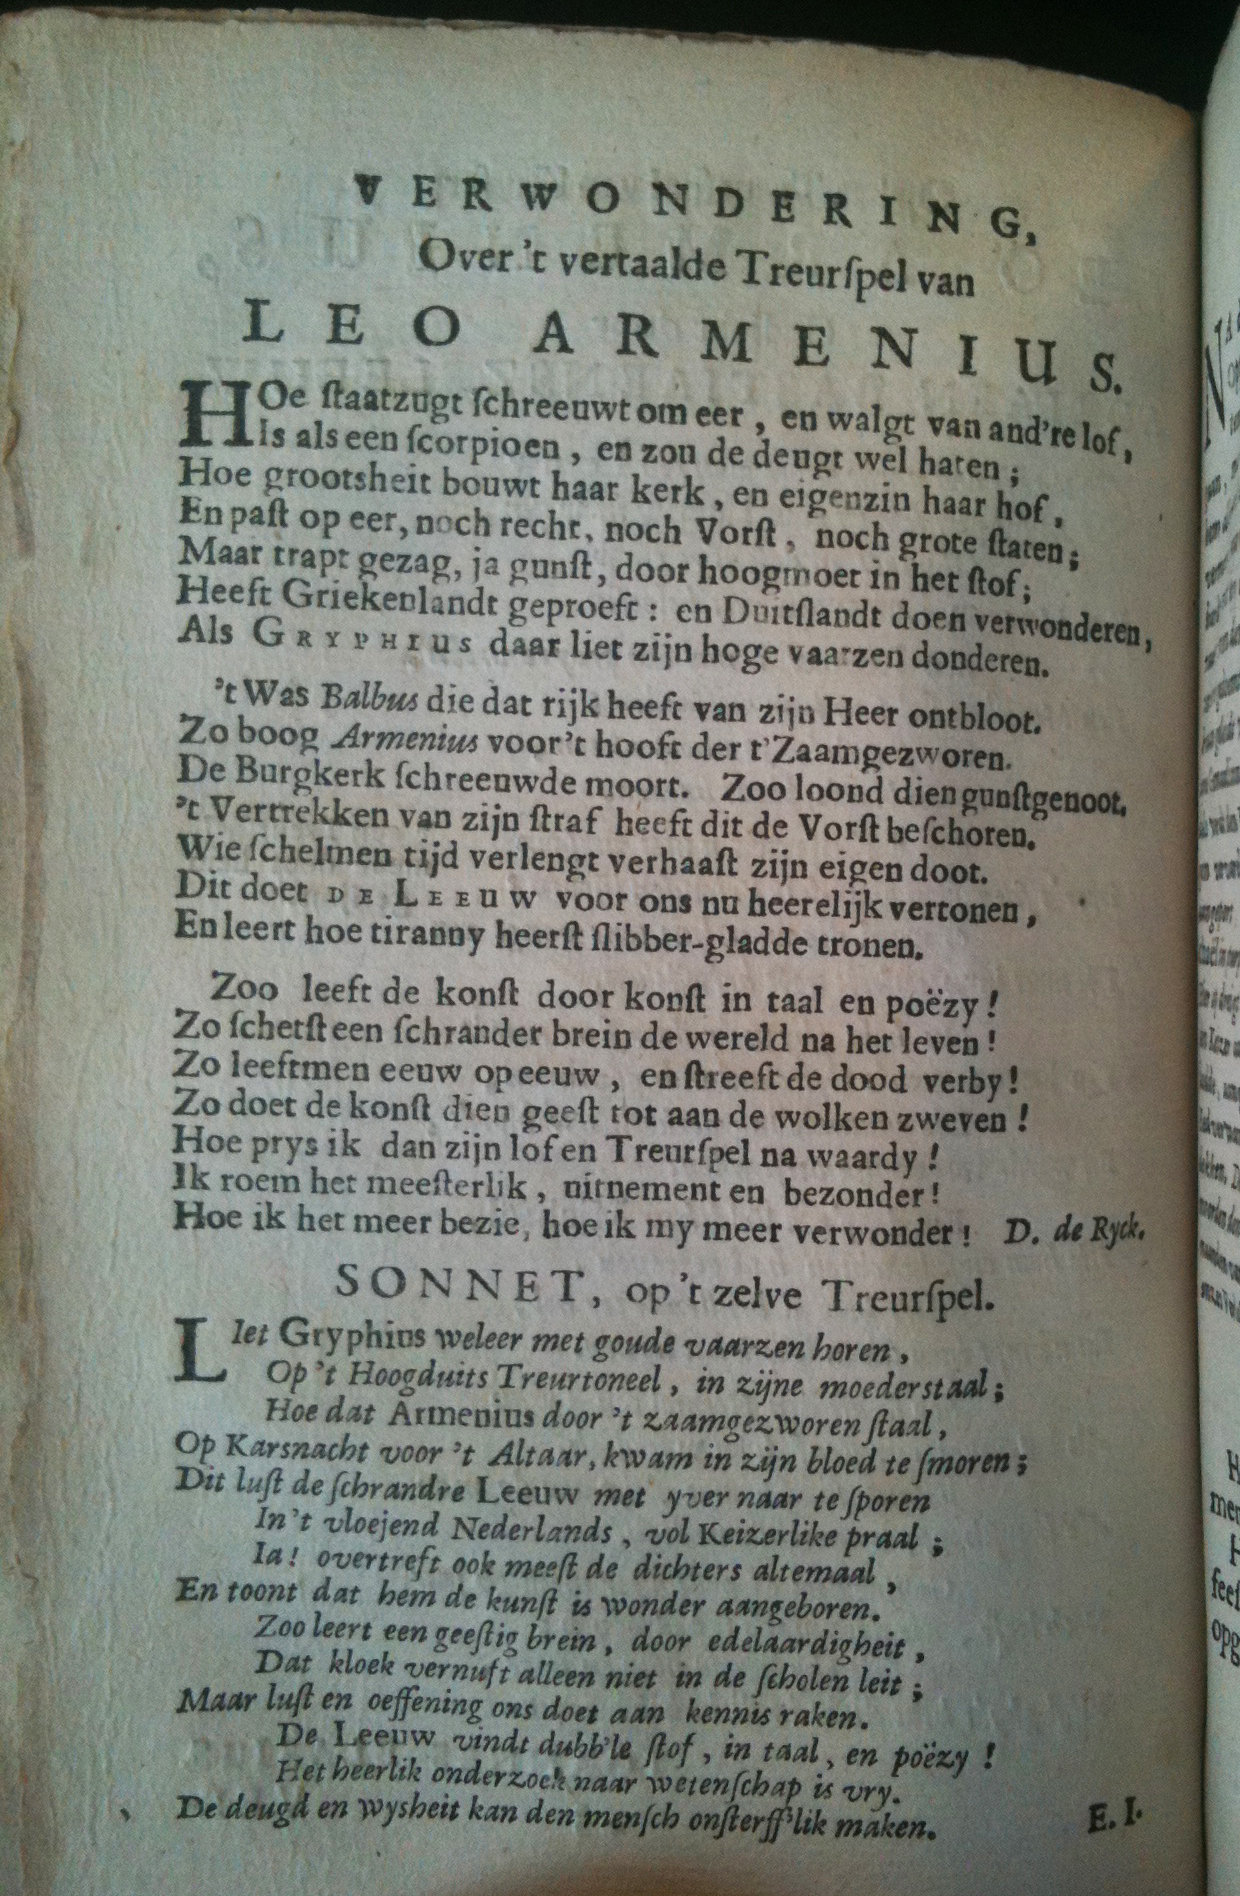 VERWONDERING,
Over 't vertaalde Treurſpel van
LEO ARMENIUS.
HOe ſtaatzugt ſchreeuwt om eer, en walgt van and're lof,
Is als een ſcorpioen, en zou de deugt wel haten;
Hoe grootsheit bouwt haar kerk, en eigenzin haar hof,
En paſt op eer, noch recht, noch Vorſt, noch grote ſtaten;
Maar trapt gezag, ja gunſt, door hoogmoet in het ſtof;
Heeft Griekenlandt geproeft: en Duitſlandt doen verwonderen,
Als GRYPHIUS daar liet zijn hoge vaarzen donderen.
't Was Balbus die dat rijk heeft van zijn Heer ontbloot.
Zo boog Armenius voor 't hooft der t'Zaamgezworen.
De Burgkerk ſchreeuwde moort. Zoo loond dien gunſtgenoot.
't Vertrekken van zijn ſtraf heeft dit de Vorſt beſchoren.
Wie ſchelmen tijd verlengt verhaaſt zijn eigen doot.
Dit doet DE LEEUW voor ons nu heerelijk vertonen,
En leert hoe tiranny heerſt ſlibber-gladde tronen.
Zoo leeft de konſt door konſt in taal en poëzy!
Zo ſchetſt een ſchrander brein de wereld na het leven!
Zo leeftmen eeuw op eeuw, en ſtreeft de dood verby!
Zo doet de konſt dien geeſt tot aan de wolken zweven!
Hoe prys ik dan zijn lof en Treurſpel na waardy!
Ik roem het meeſterlik, uitnement en bezonder!
Hoe ik het meer bezie, hoe ik my meer verwonder! D. de Ryck.
SONNET, op 't zelve Treurſpel.
LIet Gryphius weleer met goude vaarzen horen,
Op 't Hoogduits Treurtoneel, in zijne moederstaal;
Hoe dat Armenius door 't zaamgezworen ſtaal,
Op Karsnacht voor 't Altaar, kwam in zijn bloed te ſmoren;
Dit luſt de ſchrandre Leeuw met yver naar te ſporen
In 't vloejend Nederlands, vol Keizerlike praal;
Ia! overtreft ook meeſt de dichters altemaal,
En toont dat hem de kunſt is wonder aangeboren.
Zoo leert een geeſtig brein, door edelaardigheit,
Dat kloek vernuft alleen niet in de ſcholen leit;
Maar luſt en oeffening ons doet aan kennis raken.
De Leeuw vindt dubb'le ſtof, in taal, en poëzy!
Het heerlik onderzoek naar wetenſchap is vry.
De deugd en wysheit kan den menſch onſterff'lik maken.
E. I.